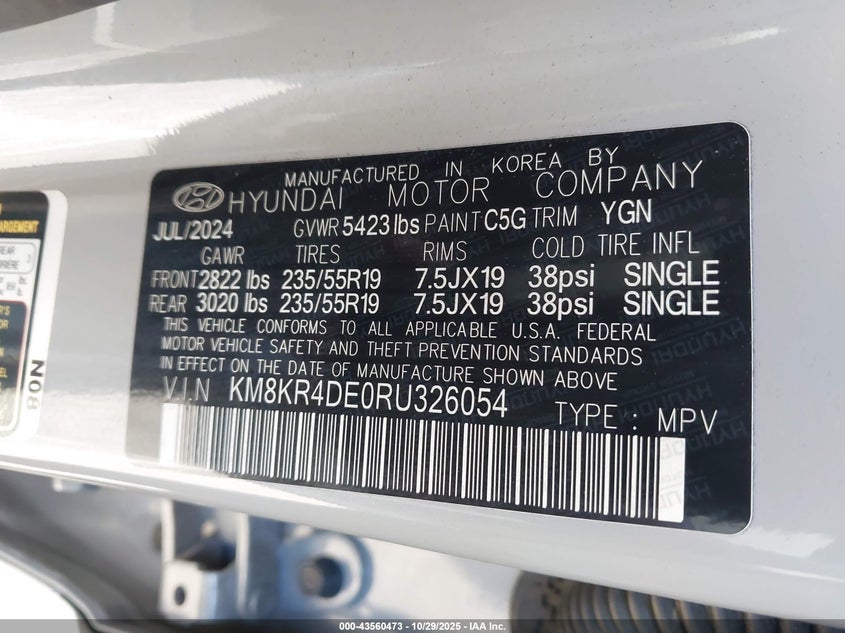 MANUFACTURED IN KOREA BY
HYUNDAI MOTOR COMPANY
JUL/2024 GVWR 5423 lbs PAINT C5G TRIM YGN
GAWR TIRES RIMS COLD TIRE INFL
FRONT 2822 lbs 235/55R19 7.5JX19 38psi SINGLE
REAR 3020 lbs 235/55R19 7.5JX19 38psi SINGLE
THIS VEHICLE CONFORMS TO ALL APPLICABLE U.S.A. FEDERAL
MOTOR VEHICLE SAFETY AND THEFT PREVENTION STANDARDS
IN EFFECT ON THE DATE OF MANUFACTURE SHOWN ABOVE
V.I.N KM8KR4DE0RU326054 TYPE : MPV
N08
000-43560473 - 10/29/2025 - IAA Inc.